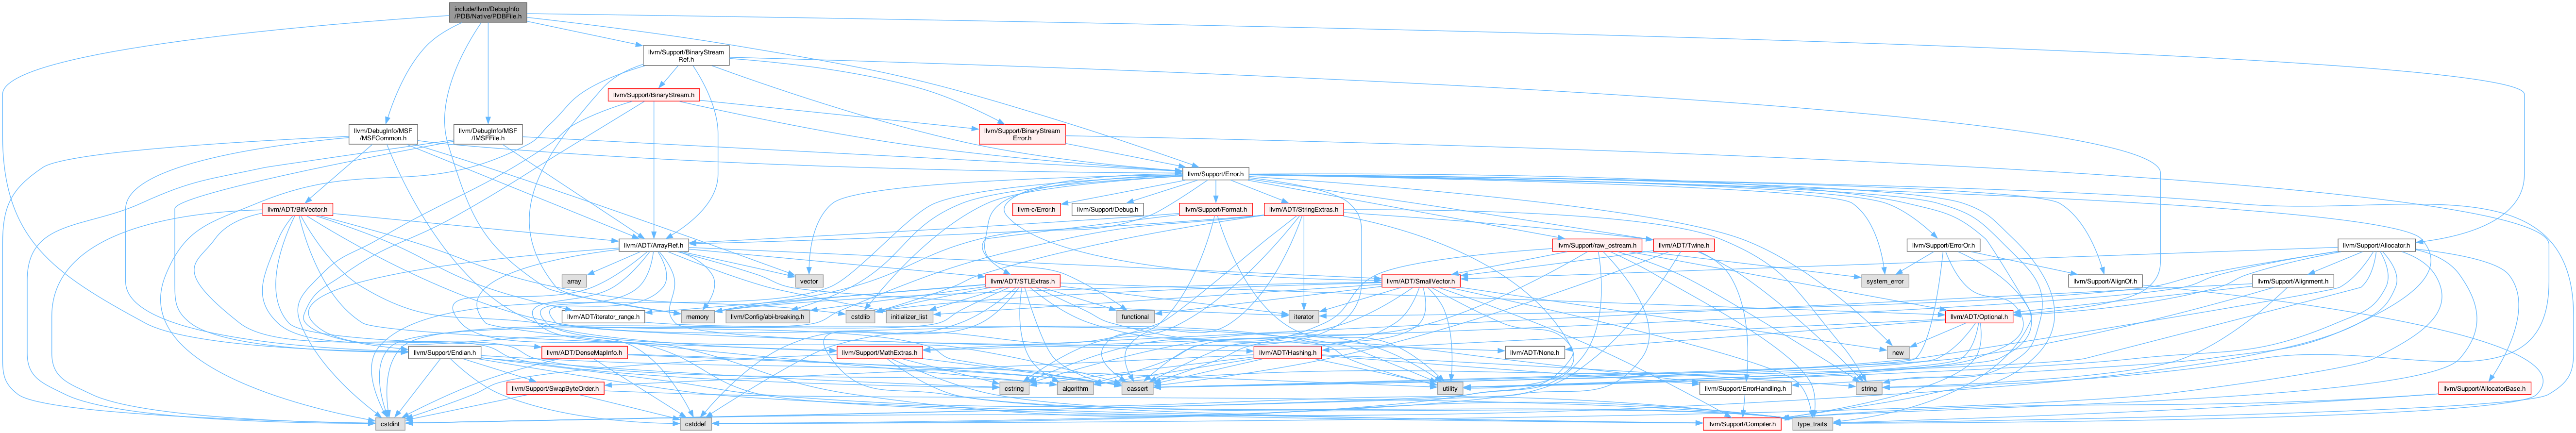 include/llvm/DebugInfo
/PDB/Native/PDBFile.h
llvm/Support/BinaryStream
Ref.h
llvm/Support/BinaryStream.h
llvm/DebugInfo/MSF
/MSFCommon.h
llvm/DebugInfo/MSF
/IMSFFile.h
llvm/Support/BinaryStream
Error.h
llvm/Support/Error.h
llvm/ADT/BitVector.h
llvm-c/Error.h
llvm/Support/Debug.h
llvm/Support/Format.h
llvm/ADT/StringExtras.h
llvm/ADT/ArrayRef.h
llvm/Support/raw_ostream.h
llvm/ADT/Twine.h
llvm/Support/ErrorOr.h
llvm/Support/Allocator.h
array
vector
llvm/ADT/STLExtras.h
llvm/ADT/SmallVector.h
system_error
llvm/Support/AlignOf.h
llvm/Support/Alignment.h
llvm/ADT/iterator_range.h
memory
llvm/Config/abi-breaking.h
cstdlib
initializer_list
functional
iterator
llvm/ADT/Optional.h
llvm/Support/Endian.h
llvm/ADT/DenseMapInfo.h
llvm/Support/MathExtras.h
llvm/ADT/Hashing.h
llvm/ADT/None.h
new
llvm/Support/SwapByteOrder.h
cstring
algorithm
cassert
utility
llvm/Support/ErrorHandling.h
string
llvm/Support/AllocatorBase.h
cstdint
cstddef
llvm/Support/Compiler.h
type_traits